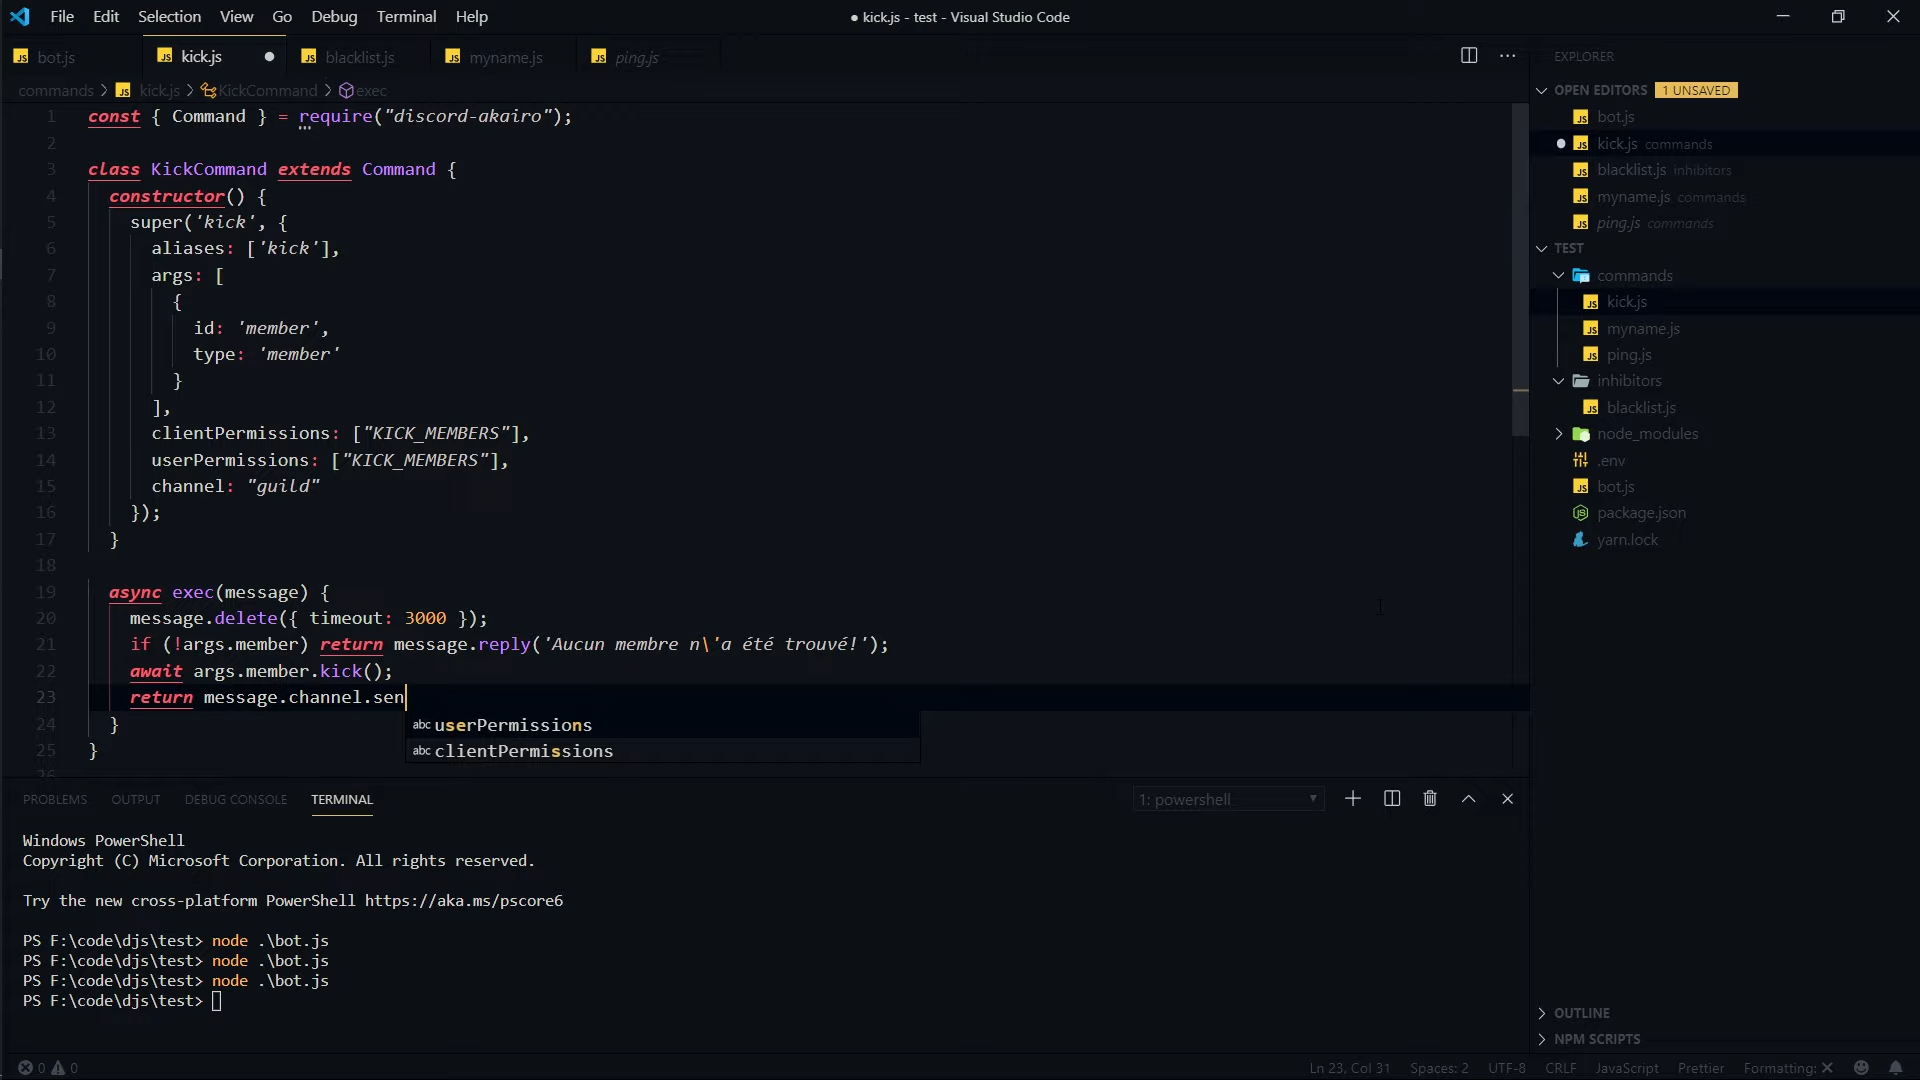 File Edit Selection View Go Debug Terminal Help
● kick.js - test - Visual Studio Code
bot.js
kick.js
blacklist.js
myname.js
ping.js
commands > kick.js > KickCommand > exec
1 const { Command } = require("discord-akairo");
2
3 class KickCommand extends Command {
4 constructor() {
5 super('kick', {
6 aliases: ['kick'],
7 args: [
8 {
9 id: 'member',
10 type: 'member'
11 }
12 ],
13 clientPermissions: ["KICK_MEMBERS"],
14 userPermissions: ["KICK_MEMBERS"],
15 channel: "guild"
16 });
17 }
18
19 async exec(message) {
20 message.delete({ timeout: 3000 });
21 if (!args.member) return message.reply('Aucun membre n\'a été trouvé!');
22 await args.member.kick();
23 return message.channel.sen
abc userPermissions
24 }
abc clientPermissions
25 }
26
PROBLEMS OUTPUT DEBUG CONSOLE TERMINAL
1: powershell
Windows PowerShell
Copyright (C) Microsoft Corporation. All rights reserved.
Try the new cross-platform PowerShell https://aka.ms/pscore6
PS F:\code\djs\test> node .\bot.js
PS F:\code\djs\test> node .\bot.js
PS F:\code\djs\test> node .\bot.js
PS F:\code\djs\test>
EXPLORER
OPEN EDITORS 1 UNSAVED
bot.js
kick.js commands
blacklist.js inhibitors
myname.js commands
ping.js commands
TEST
commands
kick.js
myname.js
ping.js
inhibitors
blacklist.js
node_modules
.env
bot.js
package.json
yarn.lock
OUTLINE
NPM SCRIPTS
0 0
Ln 23, Col 31 Spaces: 2 UTF-8 CRLF JavaScript Prettier Formatting: ✕